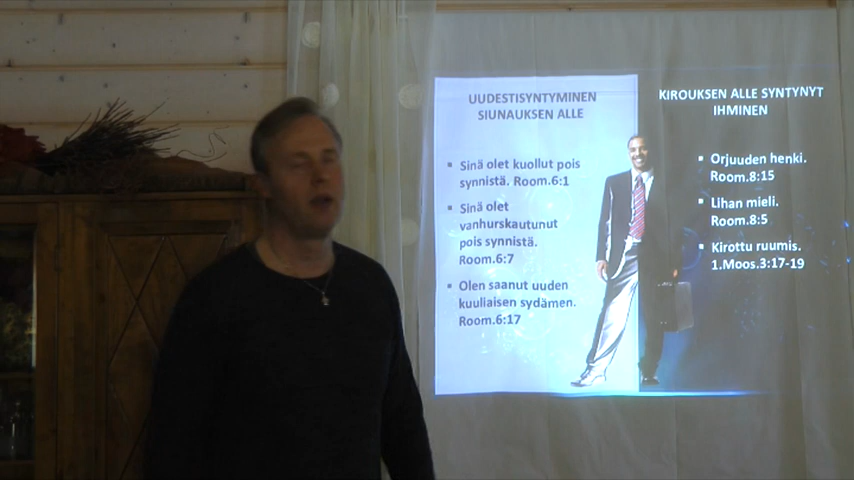 UUDESTISYNTYMINEN
SIUNAUKSEN ALLE
Sinä olet kuollut pois
synnistä. Room.6:1
Sinä olet
vanhurskautunut
pois synnistä.
Room.6:7
Olen saanut uuden
kuuliaisen sydämen.
Room.6:17
KIROUKSEN ALLE SYNTYNYT
IHMINEN
Orjuuden henki.
Room.8:15
Lihan mieli.
Room.8:5
Kirottu ruumis.
1.Moos.3:17-19